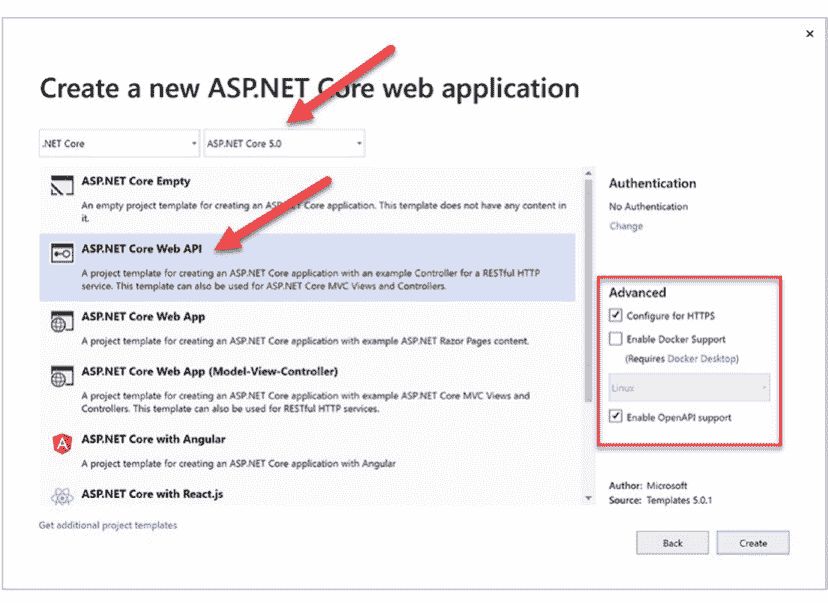 Create a new ASP.NET Core web application
.NET Core
ASP.NET Core 5.0
ASP.NET Core Empty
An empty project template for creating an ASP.NET Core application. This template does not have any content in
it.
ASP.NET Core Web API
A project template for creating an ASP.NET Core application with an example Controller for a RESTful HTTP
service. This template can also be used for ASP.NET Core MVC Views and Controllers.
ASP.NET Core Web App
A project template for creating an ASP.NET Core application with example ASP.NET Razor Pages content.
ASP.NET Core Web App (Model-View-Controller)
A project template for creating an ASP.NET Core application with example ASP.NET Core MVC Views and
Controllers. This template can also be used for RESTful HTTP services.
ASP.NET Core with Angular
A project template for creating an ASP.NET Core application with Angular
ASP.NET Core with React.js
Get additional project templates
Authentication
No Authentication
Change
Advanced
Configure for HTTPS
Enable Docker Support
(Requires Docker Desktop)
Linux
Enable OpenAPI support
Author: Microsoft
Source: Templates 5.0.1
Back
Create